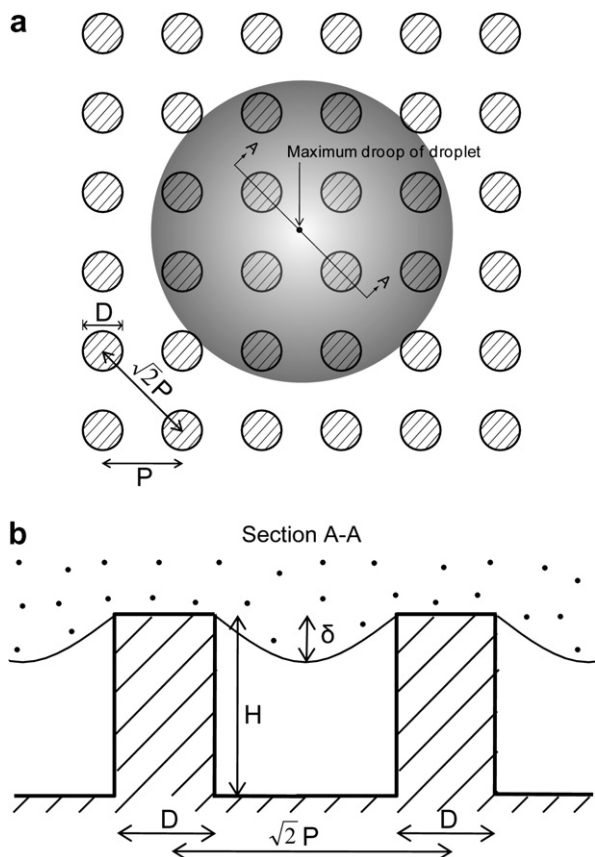 a
A
Maximum droop of droplet
A
D
√2P
P
b
Section A-A
δ
H
D
√2 P
D